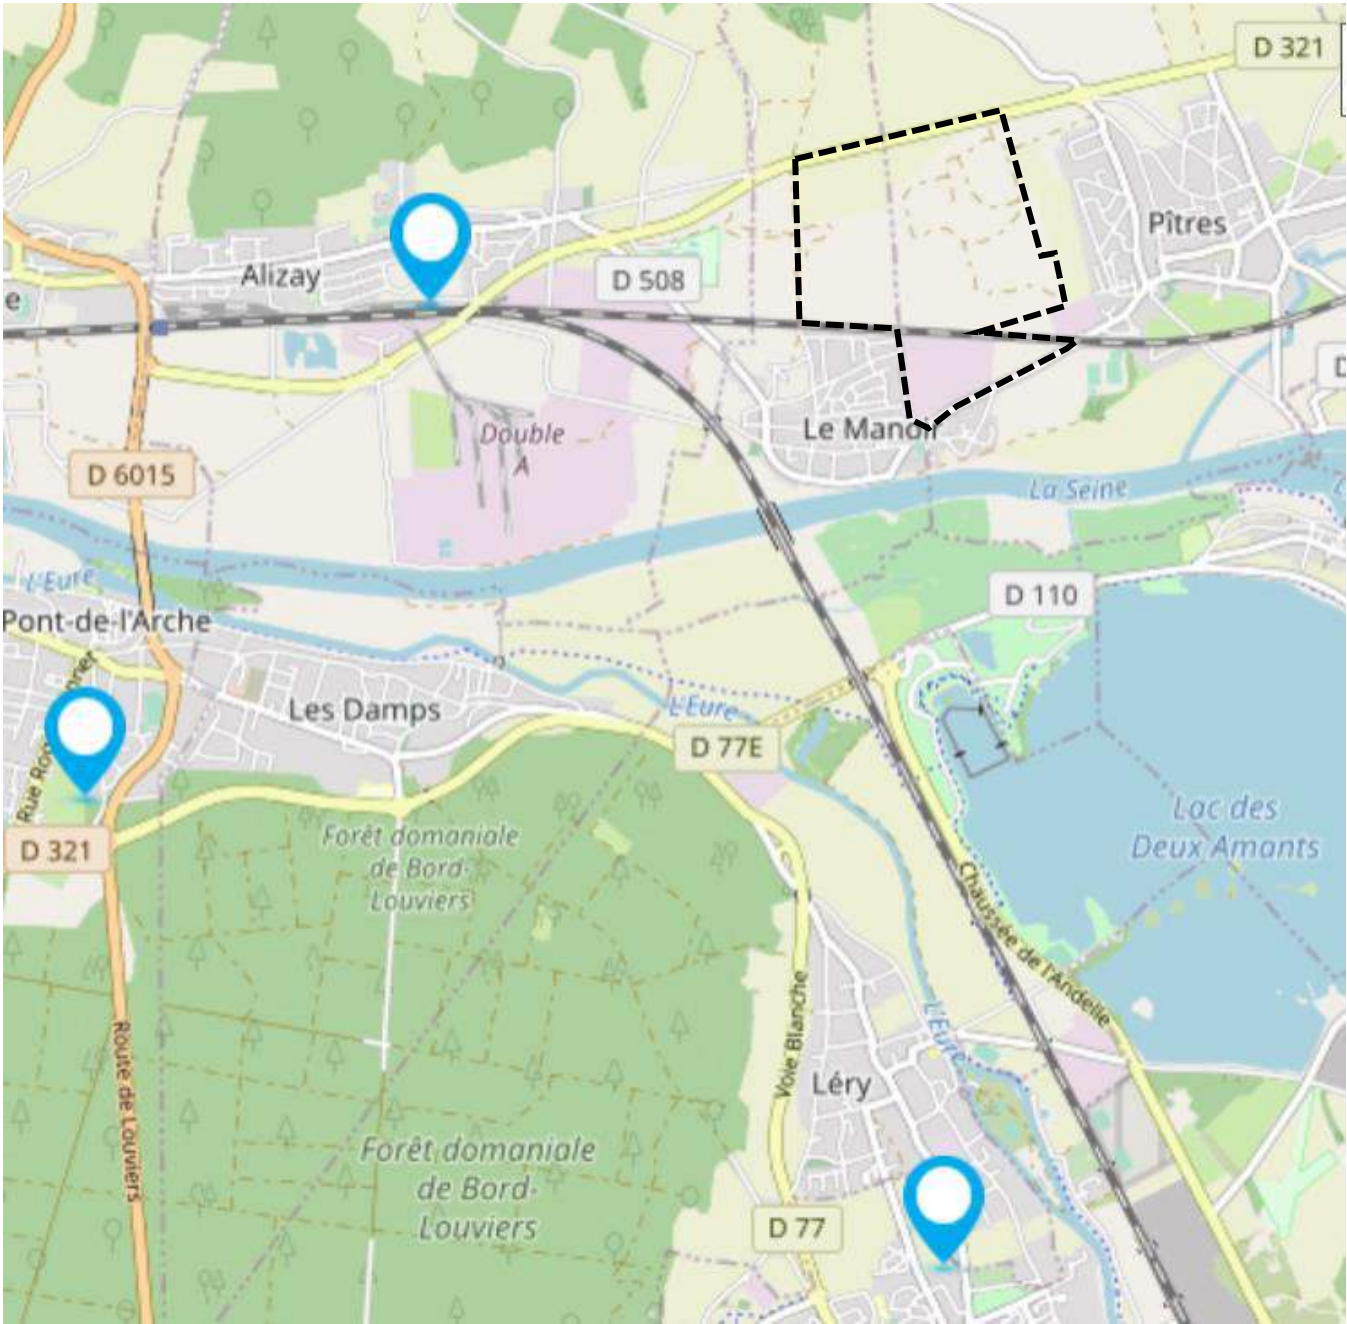 D 321
Pîtres
Alizay
D 508
e
Le Manoir
Double
A
D 6015
La Seine
L'Eure
D 110
Pont-de-l'Arche
Les Damps
L'Eure
D 77E
Lac des
Deux Amants
Forêt domaniale
de Bord-
Louviers
D 321
Chaussée de l'Andelle
Voie Blanche
L'Eure
Route de Louviers
Léry
Forêt domaniale
de Bord-
Louviers
D 77